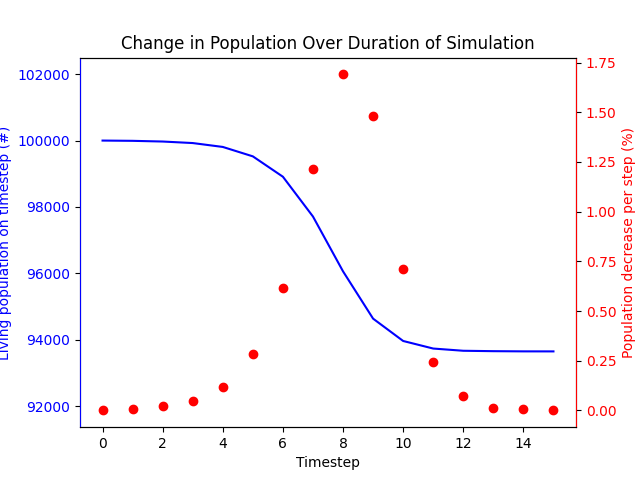 Change in Population Over Duration of Simulation
102000
100000
98000
96000
94000
92000
Living population on timestep (#)
1.75
1.50
1.25
1.00
0.75
0.50
0.25
0.00
Population decrease per step (%)
0 2 4 6 8 10 12 14
Timestep